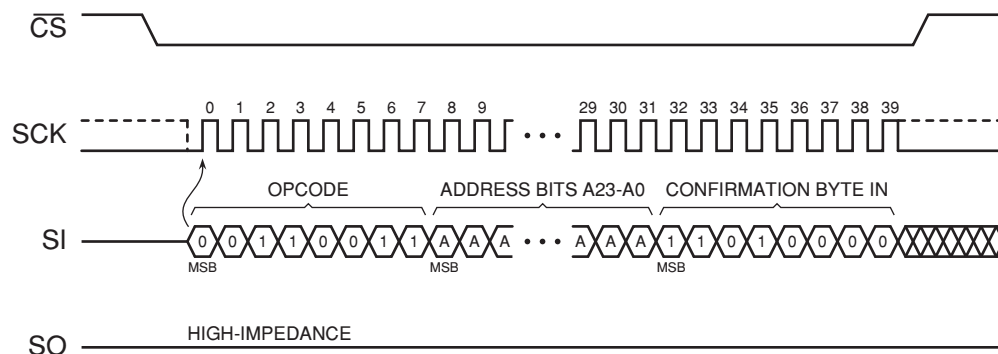 CS
0 1 2 3 4 5 6 7 8 9 29 30 31 32 33 34 35 36 37 38 39
SCK
OPCODE ADDRESS BITS A23-A0 CONFIRMATION BYTE IN
SI 0 0 1 1 0 0 1 1 A A A A A A 1 1 0 1 0 0 0 0
MSB MSB MSB
HIGH-IMPEDANCE
SO